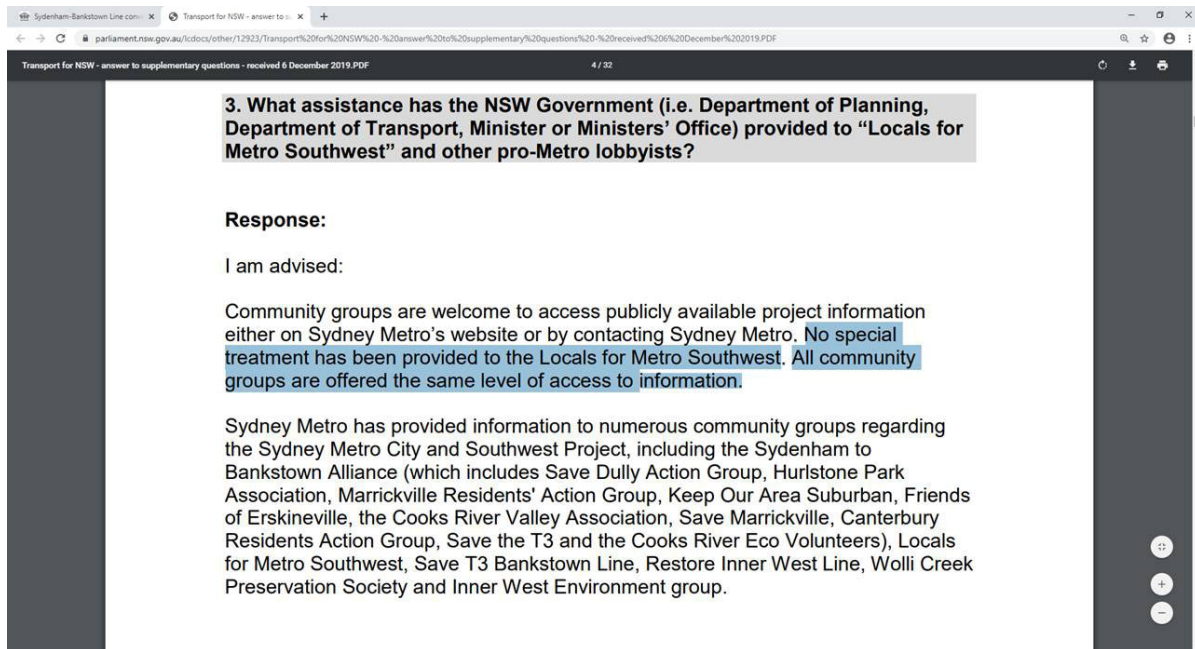 Sydenham-Bankstown Line conv
Transport for NSW - answer to su
parliament.nsw.gov.au/lcdocs/other/12923/Transport%20for%20NSW%20-%20answer%20to%20supplementary%20questions%20-%20received%206%20December%202019.PDF
Transport for NSW - answer to supplementary questions - received 6 December 2019.PDF
4 / 32
3. What assistance has the NSW Government (i.e. Department of Planning,
Department of Transport, Minister or Ministers’ Office) provided to “Locals for
Metro Southwest” and other pro-Metro lobbyists?
Response:
I am advised:
Community groups are welcome to access publicly available project information
either on Sydney Metro’s website or by contacting Sydney Metro. No special
treatment has been provided to the Locals for Metro Southwest. All community
groups are offered the same level of access to information.
Sydney Metro has provided information to numerous community groups regarding
the Sydney Metro City and Southwest Project, including the Sydenham to
Bankstown Alliance (which includes Save Dully Action Group, Hurlstone Park
Association, Marrickville Residents' Action Group, Keep Our Area Suburban, Friends
of Erskineville, the Cooks River Valley Association, Save Marrickville, Canterbury
Residents Action Group, Save the T3 and the Cooks River Eco Volunteers), Locals
for Metro Southwest, Save T3 Bankstown Line, Restore Inner West Line, Wolli Creek
Preservation Society and Inner West Environment group.